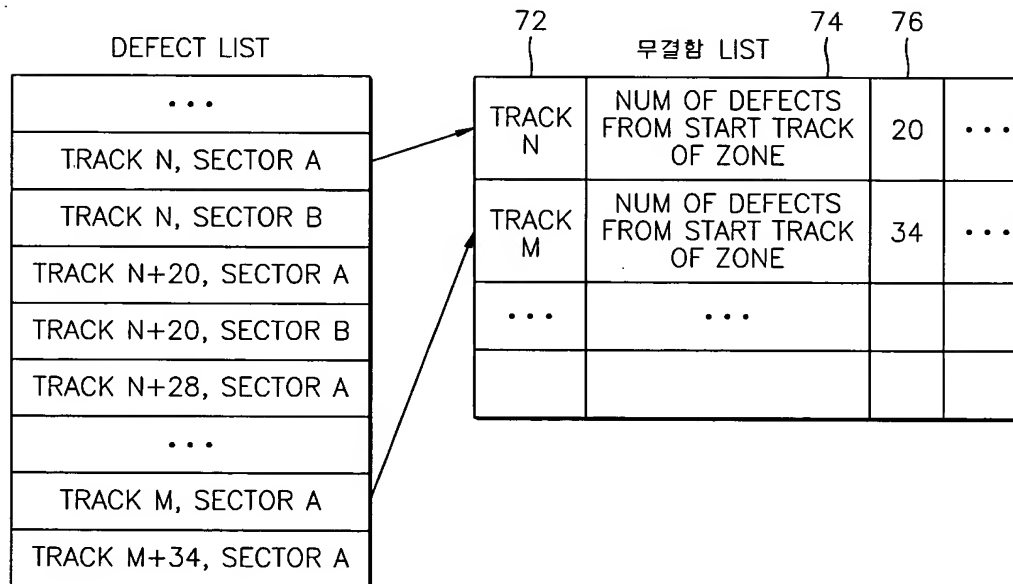 DEFECT LIST
...
TRACK N, SECTOR A
TRACK N, SECTOR B
TRACK N+20, SECTOR A
TRACK N+20, SECTOR B
TRACK N+28, SECTOR A
...
TRACK M, SECTOR A
TRACK M+34, SECTOR A
72
74
76
무결함 LIST
TRACK
N
NUM OF DEFECTS
FROM START TRACK
OF ZONE
20
...
TRACK
M
NUM OF DEFECTS
FROM START TRACK
OF ZONE
34
...
...
...